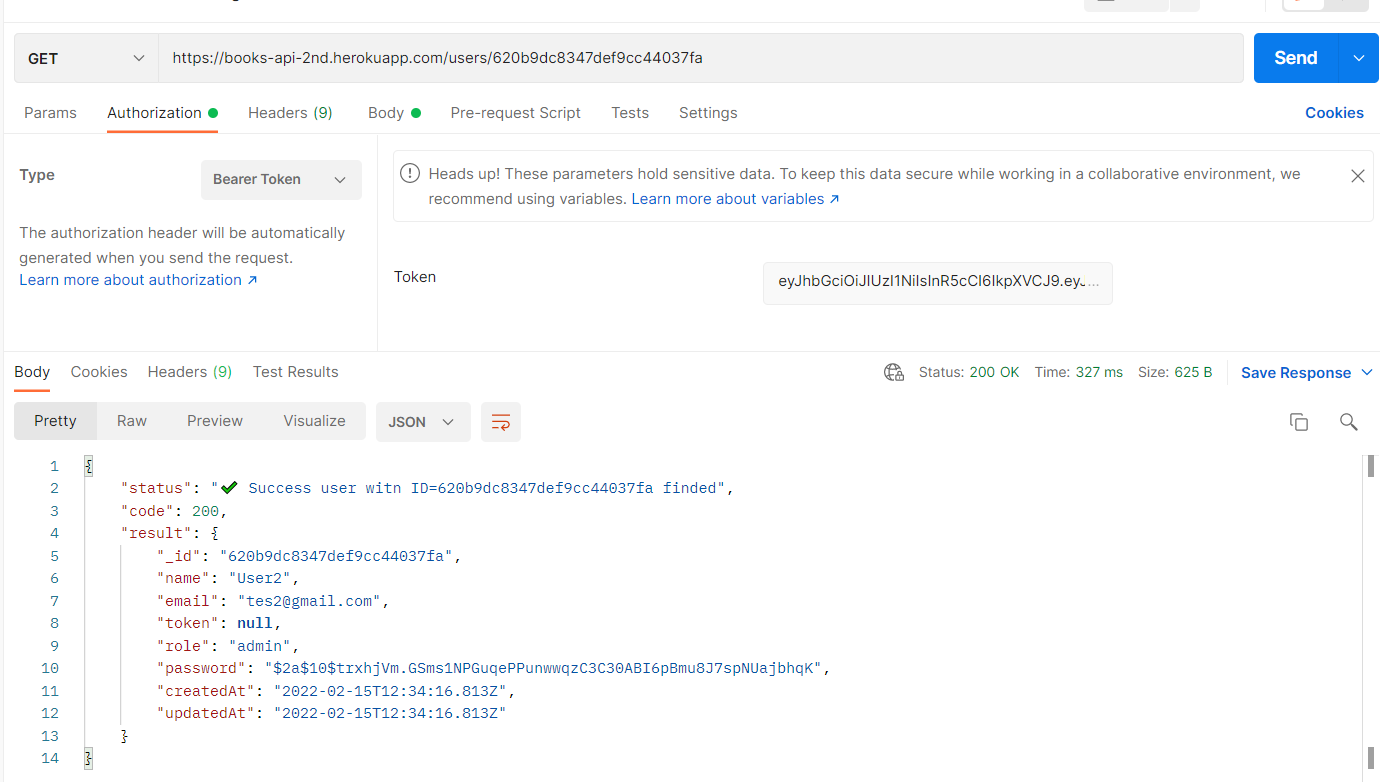 GET https://books-api-2nd.herokuapp.com/users/620b9dc8347def9cc44037fa Send
Params Authorization Headers (9) Body Pre-request Script Tests Settings Cookies
Type Bearer Token
The authorization header will be automatically
generated when you send the request.
Learn more about authorization ↗
Heads up! These parameters hold sensitive data. To keep this data secure while working in a collaborative environment, we
recommend using variables. Learn more about variables ↗
Token eyJhbGciOiJIUzI1NiIsInR5cCI6IkpXVCJ9.eyJ...
Body Cookies Headers (9) Test Results Status: 200 OK Time: 327 ms Size: 625 B Save Response
Pretty Raw Preview Visualize JSON
1 {
2 "status": "✔ Success user witn ID=620b9dc8347def9cc44037fa finded",
3 "code": 200,
4 "result": {
5 "_id": "620b9dc8347def9cc44037fa",
6 "name": "User2",
7 "email": "tes2@gmail.com",
8 "token": null,
9 "role": "admin",
10 "password": "$2a$10$trxhjVm.GSms1NPGuqePPunwwqzC3C30ABI6pBmu8J7spNUajbhqK",
11 "createdAt": "2022-02-15T12:34:16.813Z",
12 "updatedAt": "2022-02-15T12:34:16.813Z"
13 }
14 }